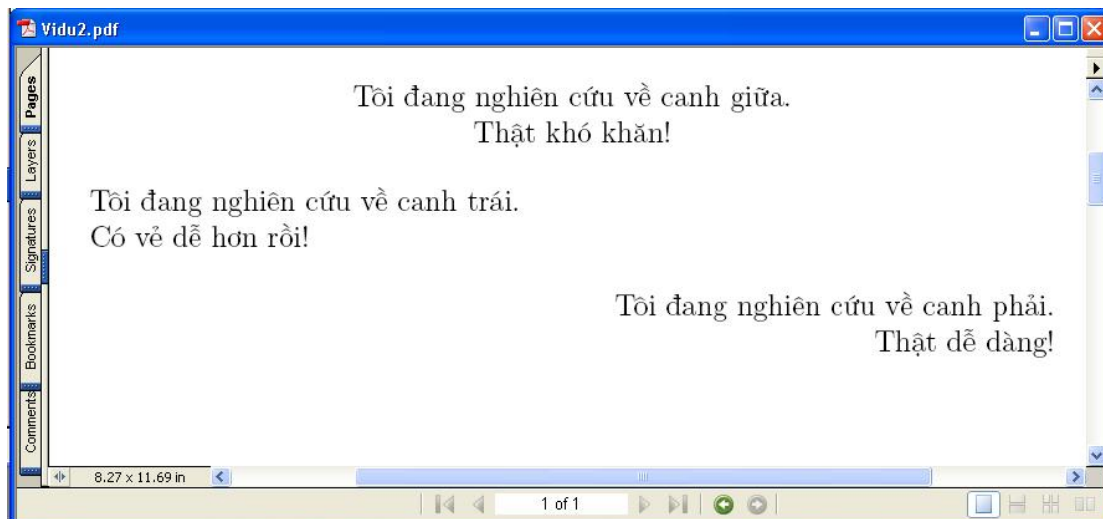 Vidu2.pdf
Pages
Layers
Signatures
Bookmarks
Comments
Tôi đang nghiên cứu về canh giữa.
Thật khó khăn!
Tôi đang nghiên cứu về canh trái.
Có vẻ dễ hơn rồi!
Tôi đang nghiên cứu về canh phải.
Thật dễ dàng!
8.27 x 11.69 in
1 of 1